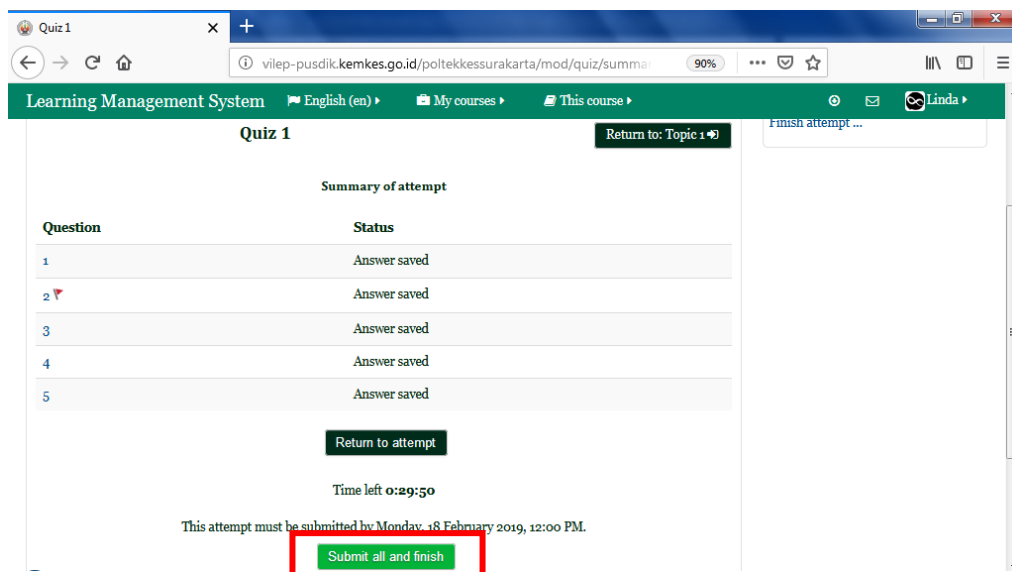 Quiz 1
vilep-pusdik.kemkes.go.id/poltekkessurakarta/mod/quiz/summa 90%
Learning Management System English (en) My courses This course Linda
Quiz 1 Return to: Topic 1 Finish attempt ...
Summary of attempt
Question Status
1 Answer saved
2 Answer saved
3 Answer saved
4 Answer saved
5 Answer saved
Return to attempt
Time left 0:29:50
This attempt must be submitted by Monday, 18 February 2019, 12:00 PM.
Submit all and finish